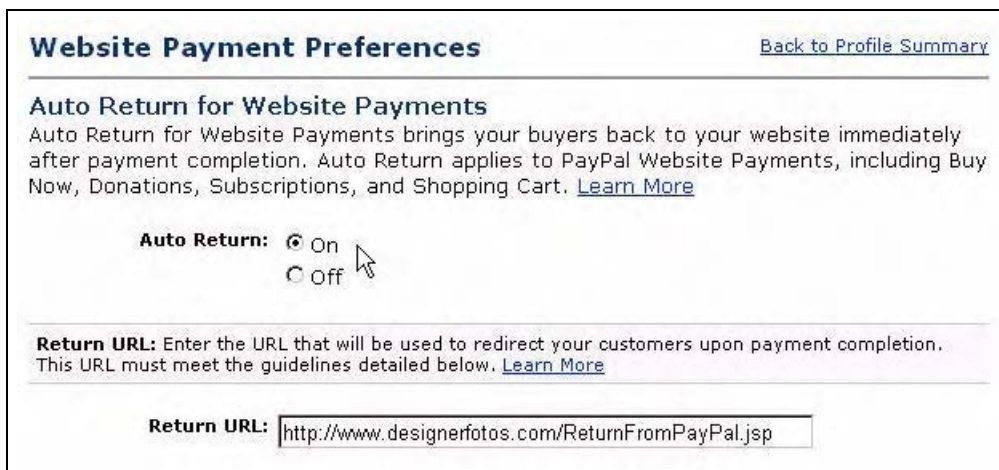 Website Payment Preferences
Back to Profile Summary
Auto Return for Website Payments
Auto Return for Website Payments brings your buyers back to your website immediately
after payment completion. Auto Return applies to PayPal Website Payments, including Buy
Now, Donations, Subscriptions, and Shopping Cart. Learn More
Auto Return: On
Off
Return URL: Enter the URL that will be used to redirect your customers upon payment completion.
This URL must meet the guidelines detailed below. Learn More
Return URL: http://www.designerfotos.com/ReturnFromPayPal.jsp